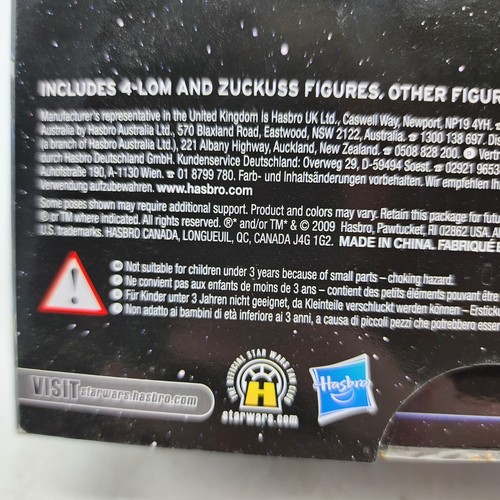 INCLUDES 4-LOM AND ZUCKUSS FIGURES. OTHER FIGUR
Manufacturer's representative in the United Kingdom is Hasbro UK Ltd., Caswell Way, Newport, NP19 4YH. ☎
Australia by Hasbro Australia Ltd., 570 Blaxland Road, Eastwood, NSW 2122, Australia. ☎ 1300 138 697. Dis
(a branch of Hasbro Australia Ltd.), 221 Albany Highway, Auckland, New Zealand. ☎ 0508 828 200. Vertr
durch Hasbro Deutschland GmbH. Kundenservice Deutschland: Overweg 29, D-59494 Soest. ☎ 02921 9653
Auhofstraße 190, A-1130 Wien. ☎ 01 8799 780. Farb- und Inhaltsänderungen vorbehalten. Wir empfehlen Ih
Verwendung aufzubewahren. www.hasbro.com
Some poses shown may require additional support. Product and colors may vary. Retain this package for futu
® or TM where indicated. All rights reserved. ®* and/or TM* & © 2009 Hasbro, Pawtucket, RI 02862 USA. All
U.S. trademarks. HASBRO CANADA, LONGUEUIL, QC, CANADA J4G 1G2. MADE IN CHINA. FABRIQUÉ E
! Not suitable for children under 3 years because of small parts – choking hazard.
Ne convient pas aux enfants de moins de 3 ans – contient des petits éléments pouvant être
Für Kinder unter 3 Jahren nicht geeignet, da Kleinteile verschluckt werden können – Erstick
Non adatto ai bambini di età inferiore ai 3 anni, a causa di piccoli pezzi che potrebbero esse
VISIT starwars.hasbro.com
OFFICIAL STAR WARS
H
starwars.com
Hasbro